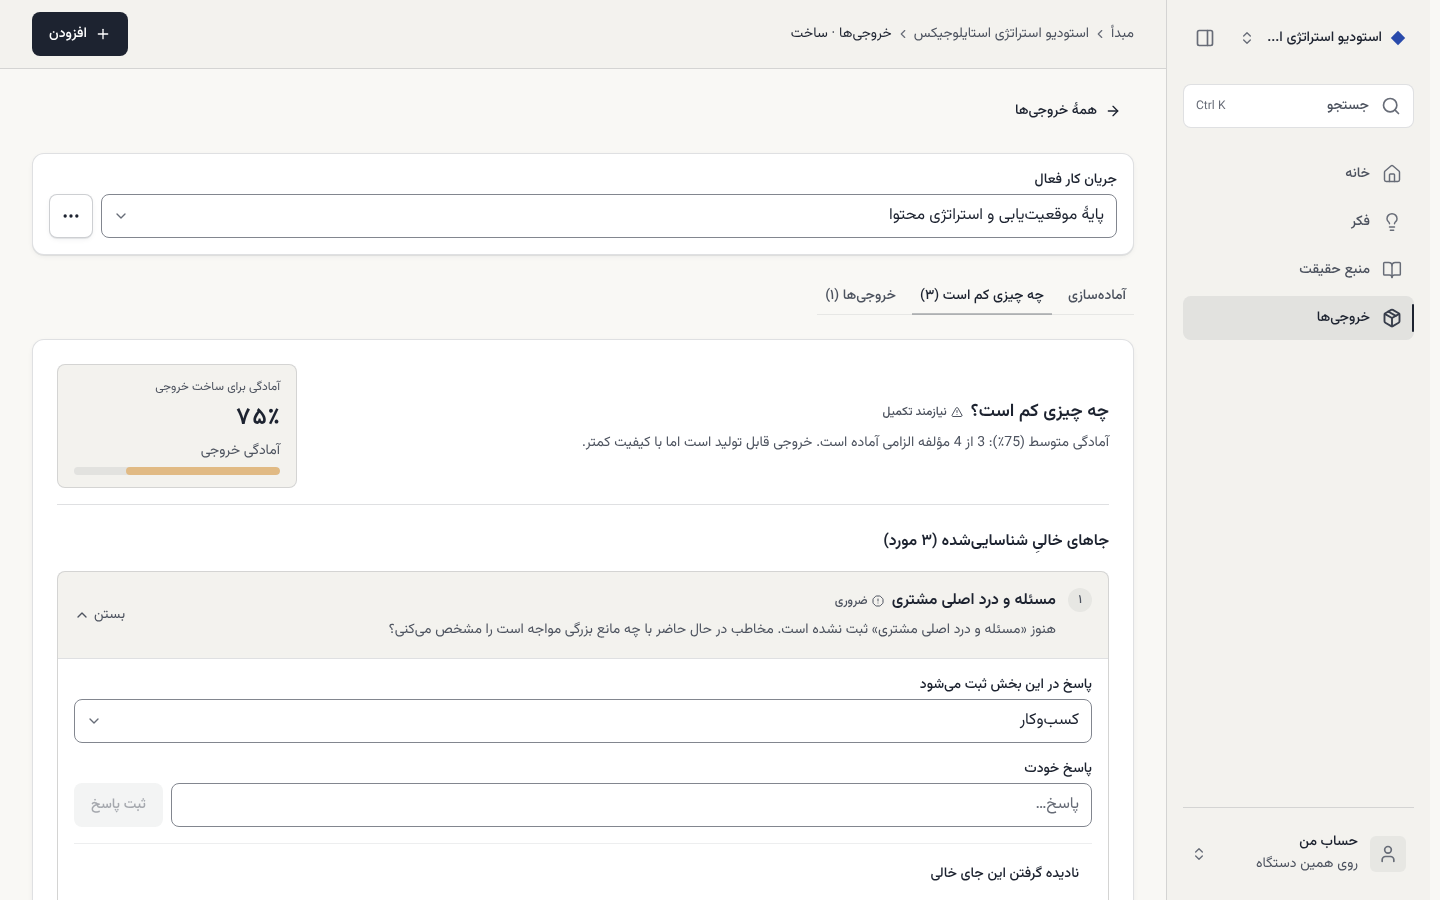 استودیو استراتژی ا...
جستجو
Ctrl K
خانه
فکر
منبع حقیقت
خروجی‌ها
حساب من
روی همین دستگاه
مبدأ › استودیو استراتژی استایلوجیکس › خروجی‌ها · ساخت
افزودن
همهٔ خروجی‌ها
جریان کار فعال
پایهٔ موقعیت‌یابی و استراتژی محتوا
آماده‌سازی
چه چیزی کم است (۳)
خروجی‌ها (۱)
چه چیزی کم است؟ نیازمند تکمیل
آمادگی متوسط (75٪): 3 از 4 مؤلفه الزامی آماده است. خروجی قابل تولید است اما با کیفیت کمتر.
آمادگی برای ساخت خروجی
۷۵٪
آمادگی خروجی
جاهای خالیِ شناسایی‌شده (۳ مورد)
۱
مسئله و درد اصلی مشتری ضروری
هنوز «مسئله و درد اصلی مشتری» ثبت نشده است. مخاطب در حال حاضر با چه مانع بزرگی مواجه است را مشخص می‌کنی؟
بستن
پاسخ در این بخش ثبت می‌شود
کسب‌وکار
پاسخ خودت
پاسخ...
ثبت پاسخ
نادیده گرفتن این جای خالی